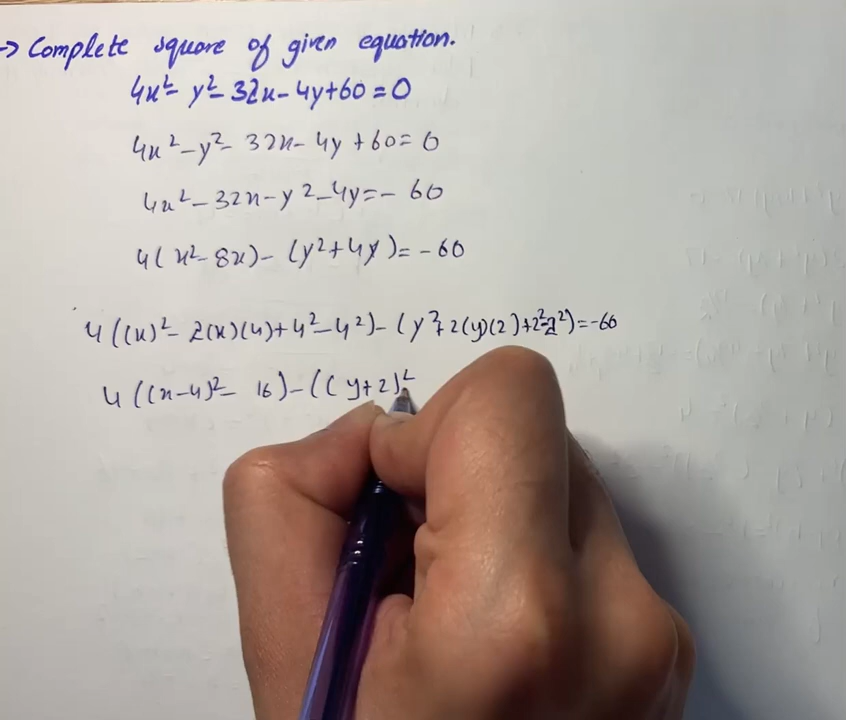 → Complete square of given equation.
4x² - y² - 32x - 4y + 60 = 0
4x² - y² - 32x - 4y + 60 = 0
4x² - 32x - y² - 4y = - 60
4(x² - 8x) - (y² + 4y) = - 60
4((x)² - 2(x)(4) + 4² - 4²) - (y² + 2(y)(2) + 2² - 2²) = -60
4((x-4)² - 16) - ((y+2)²